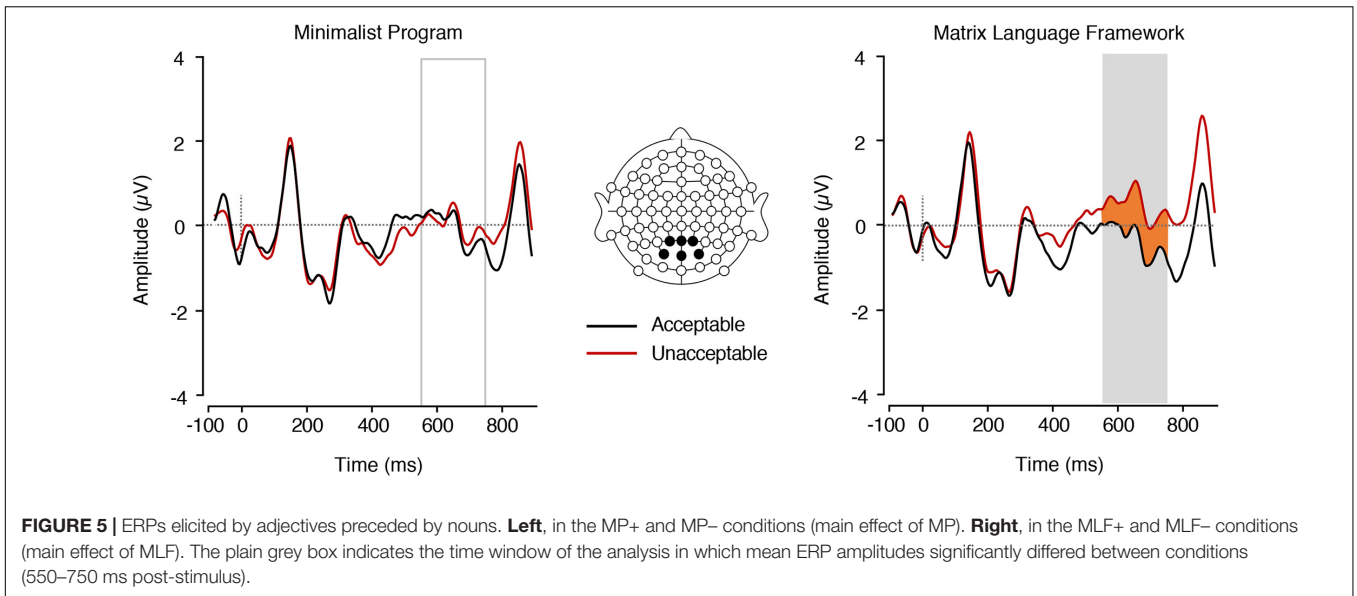 Minimalist Program
Matrix Language Framework
4
2
0
-2
-4
Amplitude (µV)
-100 0 200 400 600 800
Time (ms)
Acceptable
Unacceptable
4
2
0
-2
-4
Amplitude (µV)
-100 0 200 400 600 800
Time (ms)
FIGURE 5 | ERPs elicited by adjectives preceded by nouns. Left, in the MP+ and MP– conditions (main effect of MP). Right, in the MLF+ and MLF– conditions
(main effect of MLF). The plain grey box indicates the time window of the analysis in which mean ERP amplitudes significantly differed between conditions
(550–750 ms post-stimulus).